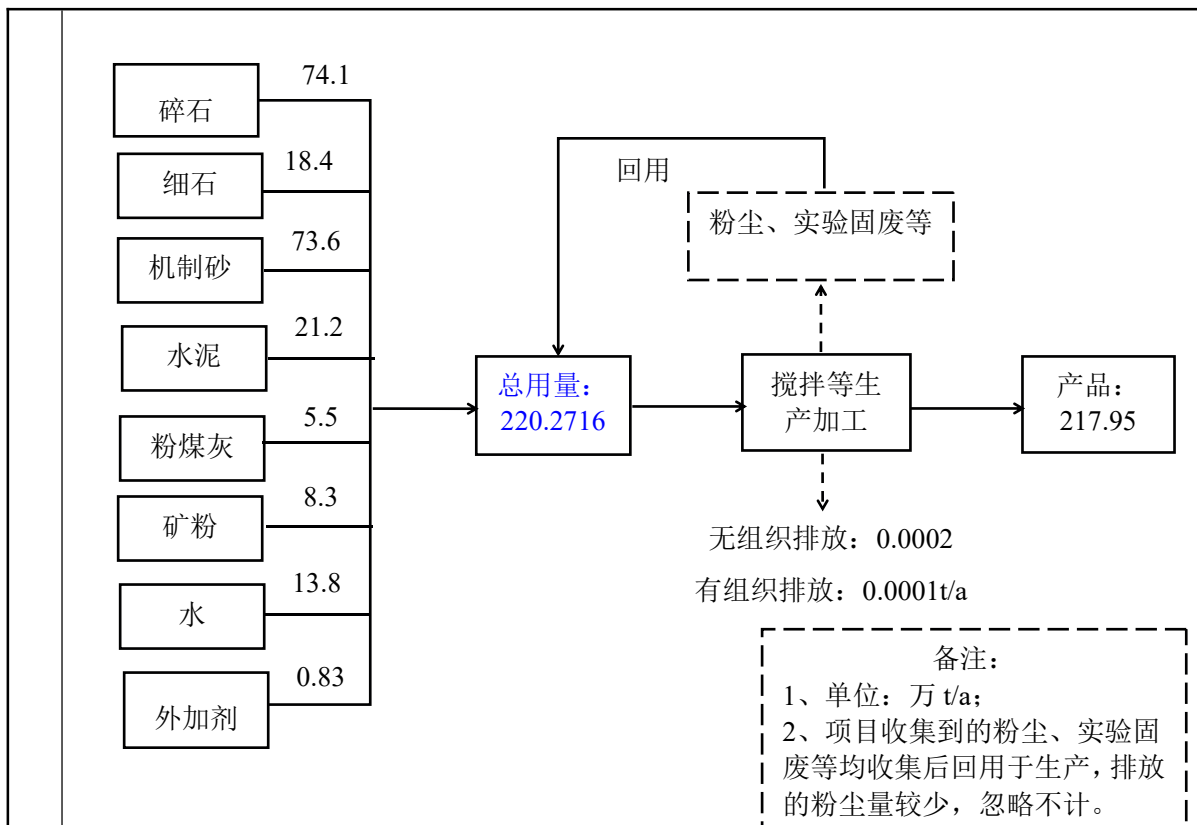 74.1
碎石
18.4
细石
73.6
机制砂
21.2
水泥
5.5
粉煤灰
8.3
矿粉
13.8
水
0.83
外加剂
回用
粉尘、实验固废等
总用量：
220.2716
搅拌等生
产加工
产品：
217.95
无组织排放：0.0002
有组织排放：0.0001t/a
备注：
1、单位：万 t/a；
2、项目收集到的粉尘、实验固
废等均收集后回用于生产，排放
的粉尘量较少，忽略不计。